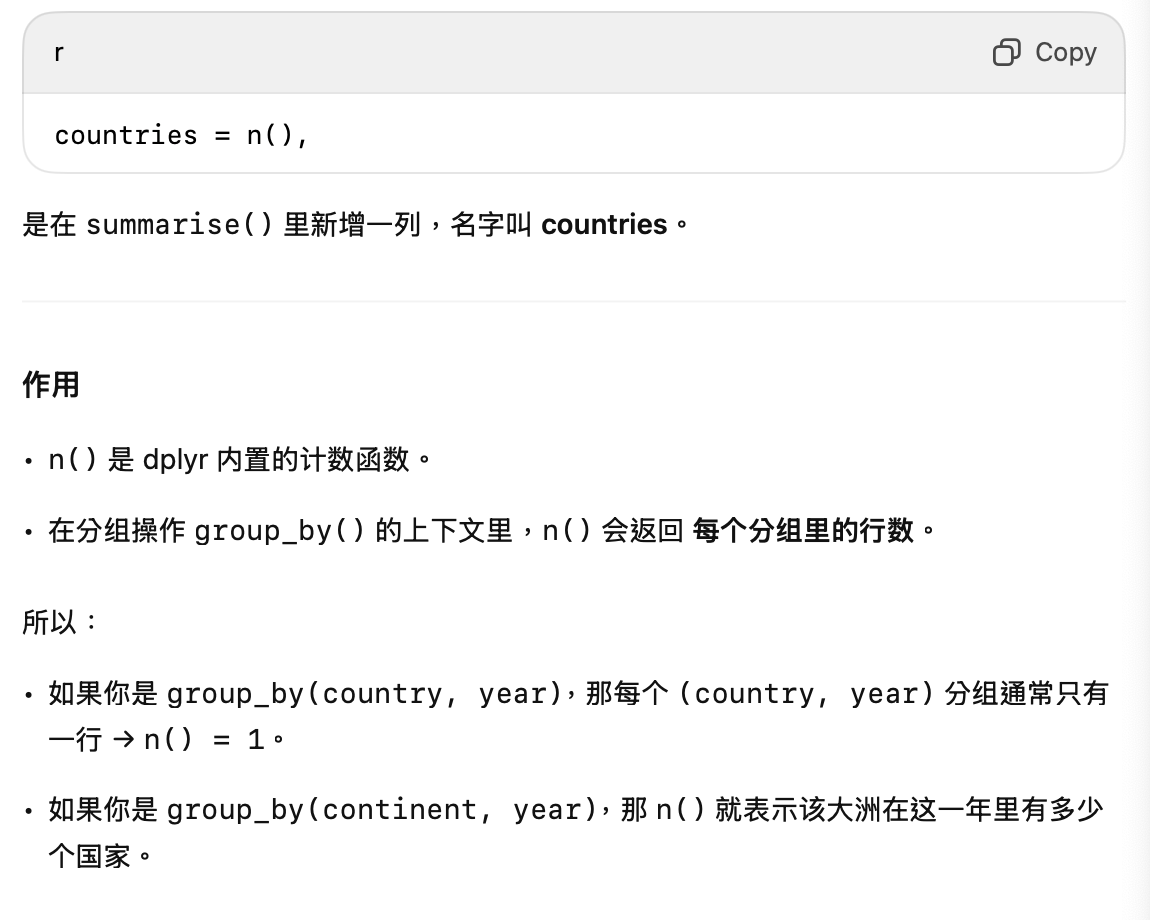 r
Copy
countries = n(),
是在 summarise() 里新增一列，名字叫 countries。
作用
• n() 是 dplyr 内置的计数函数。
• 在分组操作 group_by() 的上下文里，n() 会返回 每个分组里的行数。
所以：
• 如果你是 group_by(country, year)，那每个 (country, year) 分组通常只有
一行 → n() = 1。
• 如果你是 group_by(continent, year)，那 n() 就表示该大洲在这一年里有多少
个国家。